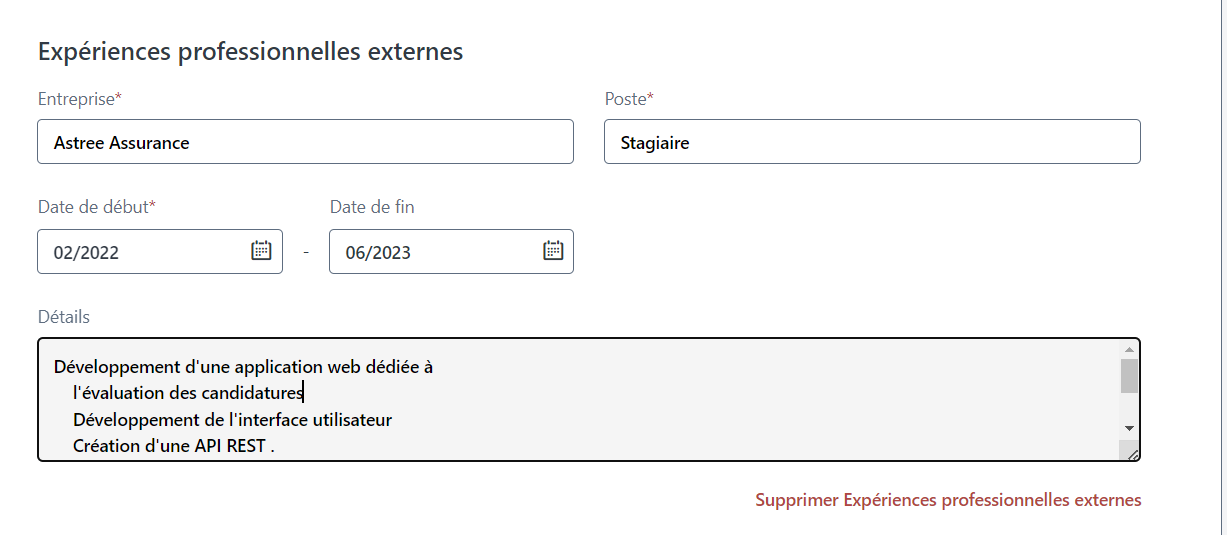 Expériences professionnelles externes
Entreprise*
Poste*
Astree Assurance
Stagiaire
Date de début*
Date de fin
02/2022
-
06/2023
Détails
Développement d'une application web dédiée à
l'évaluation des candidatures
Développement de l'interface utilisateur
Création d'une API REST .
Supprimer Expériences professionnelles externes